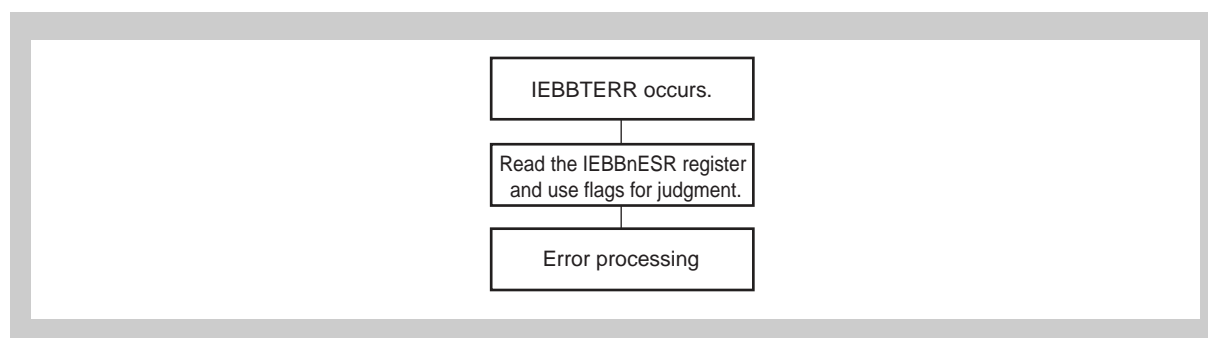 IEBBTERR occurs.
Read the IEBBnESR register
and use flags for judgment.
Error processing